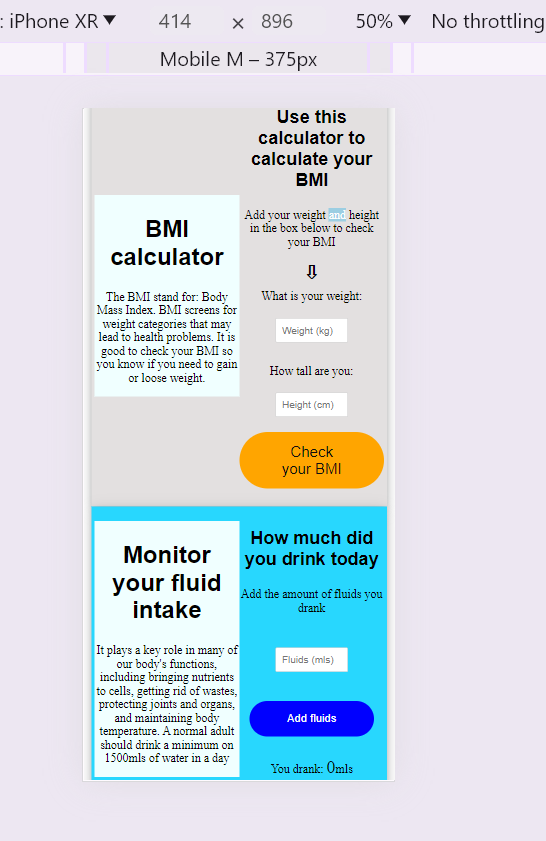 : iPhone XR ▼ 414 × 896 50% ▼ No throttling
Mobile M – 375px
BMI
calculator
The BMI stand for: Body
Mass Index. BMI screens for
weight categories that may
lead to health problems. It is
good to check your BMI so
you know if you need to gain
or loose weight.
Use this
calculator to
calculate your
BMI
Add your weight and height
in the box below to check
your BMI
⇩
What is your weight:
Weight (kg)
How tall are you:
Height (cm)
Check
your BMI
Monitor
your fluid
intake
It plays a key role in many of
our body's functions,
including bringing nutrients
to cells, getting rid of wastes,
protecting joints and organs,
and maintaining body
temperature. A normal adult
should drink a minimum on
1500mls of water in a day
How much did
you drink today
Add the amount of fluids you
drank
Fluids (mls)
Add fluids
You drank: 0mls